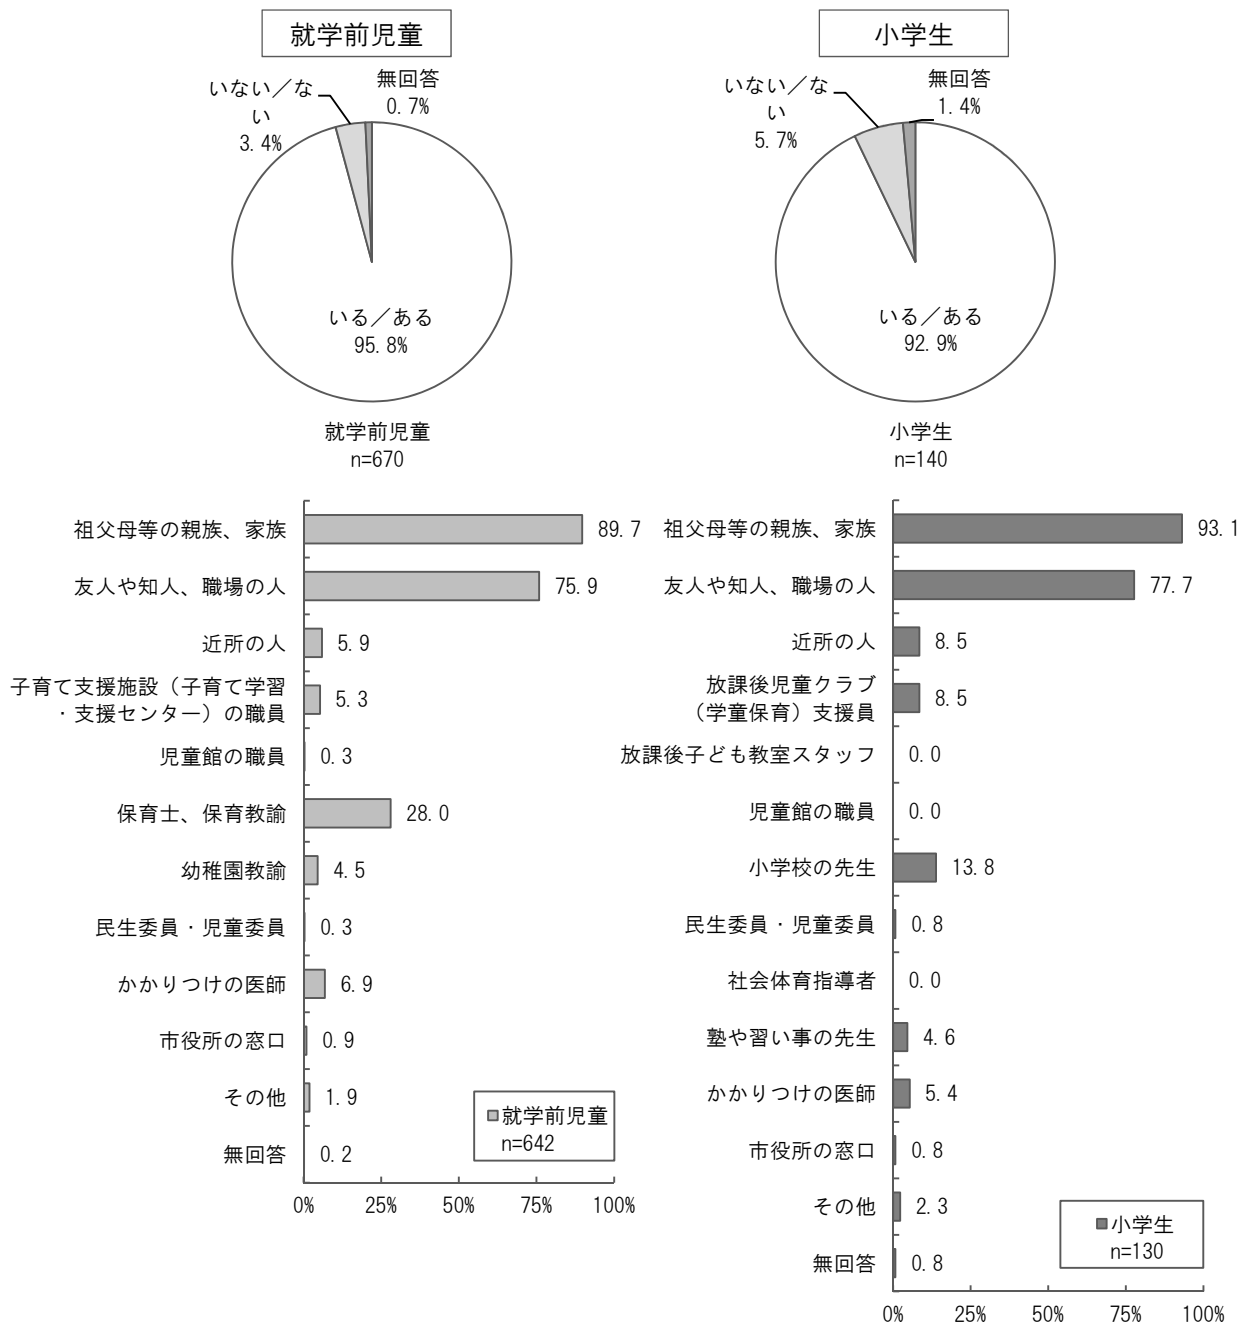 就学前児童
小学生
いない／な
い
3.4%
無回答
0.7%
いる／ある
95.8%
就学前児童
n=670
いない／な
い
5.7%
無回答
1.4%
いる／ある
92.9%
小学生
n=140
祖父母等の親族、家族 89.7
友人や知人、職場の人 75.9
近所の人 5.9
子育て支援施設（子育て学習
・支援センター）の職員 5.3
児童館の職員 0.3
保育士、保育教諭 28.0
幼稚園教諭 4.5
民生委員・児童委員 0.3
かかりつけの医師 6.9
市役所の窓口 0.9
その他 1.9
無回答 0.2
0% 25% 50% 75% 100%
就学前児童
n=642
祖父母等の親族、家族 93.1
友人や知人、職場の人 77.7
近所の人 8.5
放課後児童クラブ
（学童保育）支援員 8.5
放課後子ども教室スタッフ 0.0
児童館の職員 0.0
小学校の先生 13.8
民生委員・児童委員 0.8
社会体育指導者 0.0
塾や習い事の先生 4.6
かかりつけの医師 5.4
市役所の窓口 0.8
その他 2.3
無回答 0.8
0% 25% 50% 75% 100%
小学生
n=130